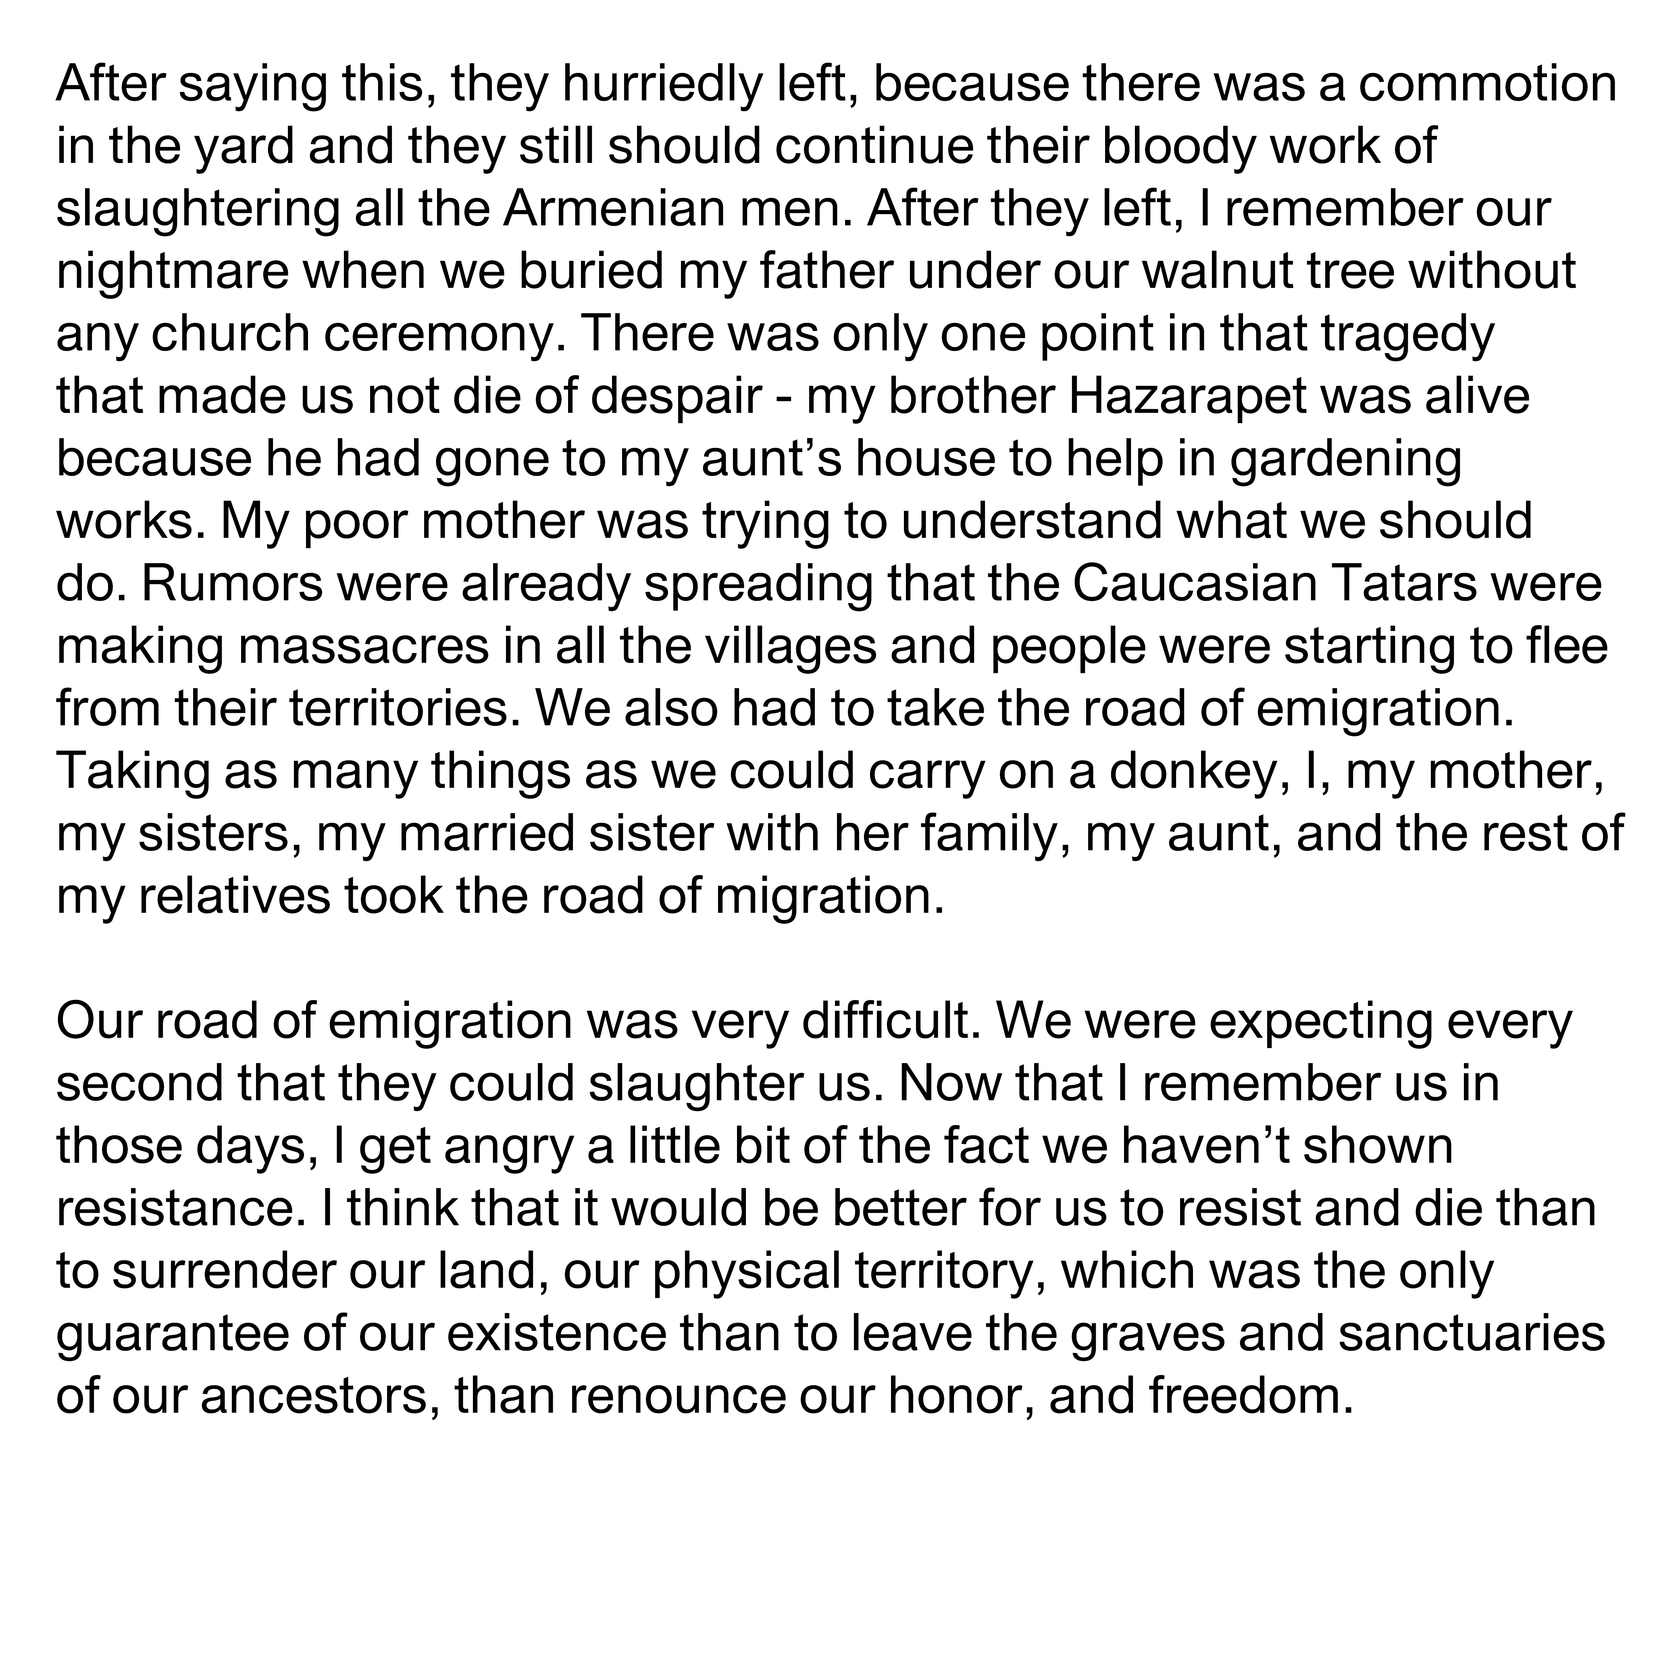 After saying this, they hurriedly left, because there was a commotion
in the yard and they still should continue their bloody work of
slaughtering all the Armenian men. After they left, I remember our
nightmare when we buried my father under our walnut tree without
any church ceremony. There was only one point in that tragedy
that made us not die of despair - my brother Hazarapet was alive
because he had gone to my aunt’s house to help in gardening
works. My poor mother was trying to understand what we should
do. Rumors were already spreading that the Caucasian Tatars were
making massacres in all the villages and people were starting to flee
from their territories. We also had to take the road of emigration.
Taking as many things as we could carry on a donkey, I, my mother,
my sisters, my married sister with her family, my aunt, and the rest of
my relatives took the road of migration.

Our road of emigration was very difficult. We were expecting every
second that they could slaughter us. Now that I remember us in
those days, I get angry a little bit of the fact we haven’t shown
resistance. I think that it would be better for us to resist and die than
to surrender our land, our physical territory, which was the only
guarantee of our existence than to leave the graves and sanctuaries
of our ancestors, than renounce our honor, and freedom.